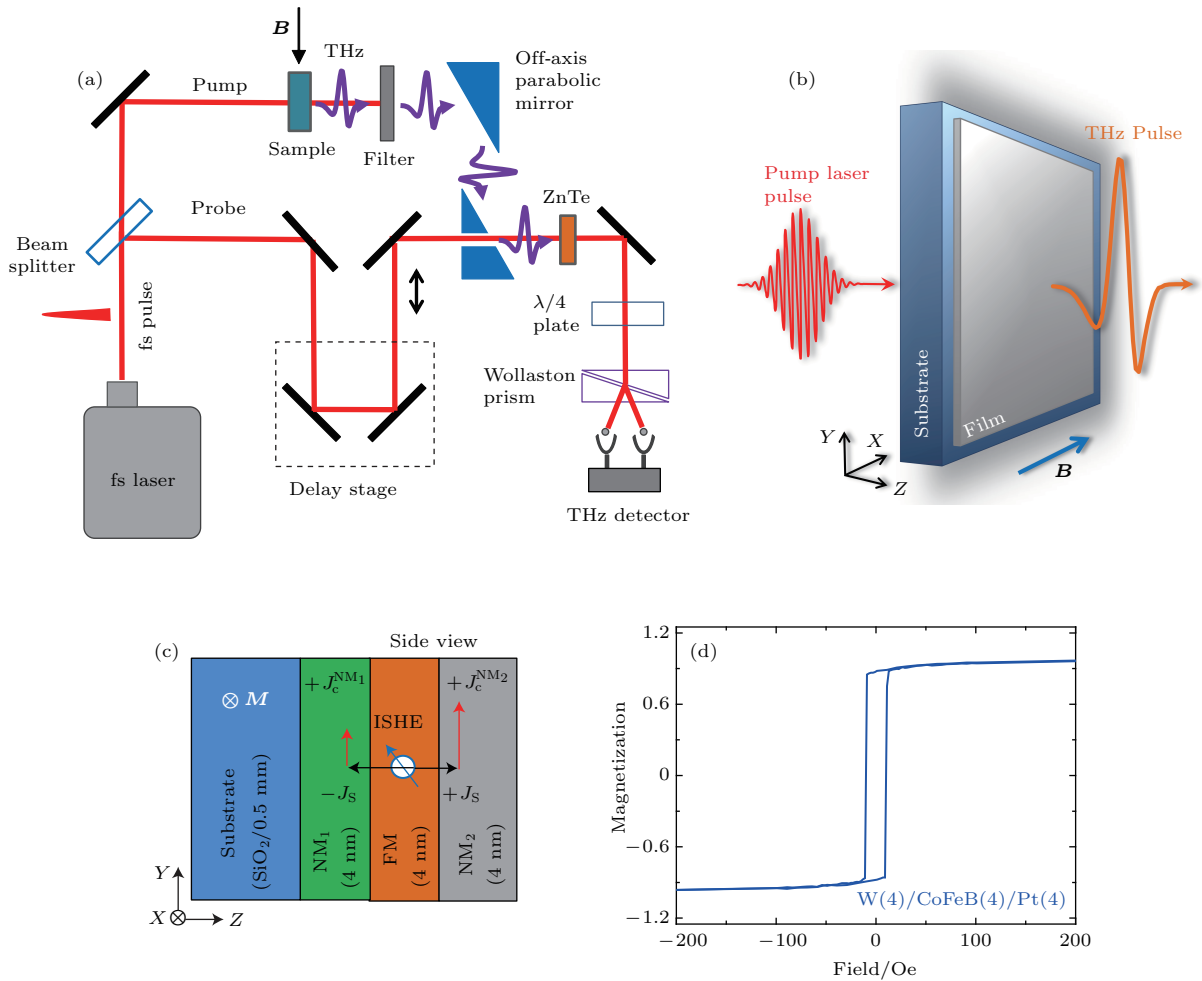 (a)
B
THz
Pump
Sample
Filter
Off-axis
parabolic
mirror
Probe
ZnTe
Beam
splitter
fs pulse
λ/4
plate
Wollaston
prism
fs laser
Delay stage
THz detector
(b)
THz Pulse
Pump laser
pulse
Substrate
Film
Y
X
Z
B
(c)
Side view
⊗ M
+J_c^NM1
+J_c^NM2
ISHE
−J_S
+J_S
Substrate
(SiO₂/0.5 mm)
NM₁
(4 nm)
FM
(4 nm)
NM₂
(4 nm)
Y
X
Z
(d)
Magnetization
1.2
0.6
0
−0.6
−1.2
W(4)/CoFeB(4)/Pt(4)
−200
−100
0
100
200
Field/Oe